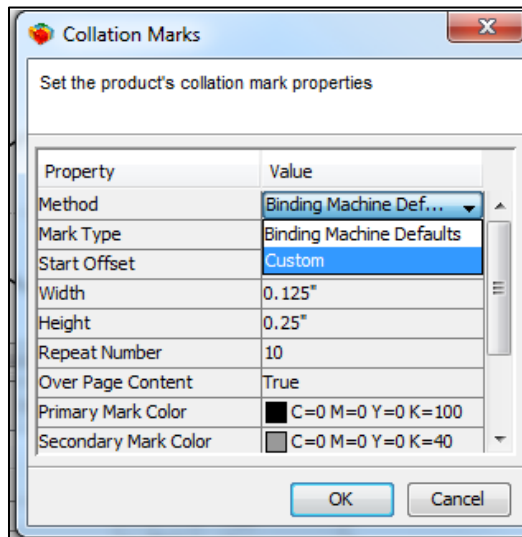 Collation Marks
Set the product's collation mark properties
Property Value
Method Binding Machine Def...
Mark Type Binding Machine Defaults
Start Offset Custom
Width 0.125"
Height 0.25"
Repeat Number 10
Over Page Content True
Primary Mark Color C=0 M=0 Y=0 K=100
Secondary Mark Color C=0 M=0 Y=0 K=40
OK Cancel